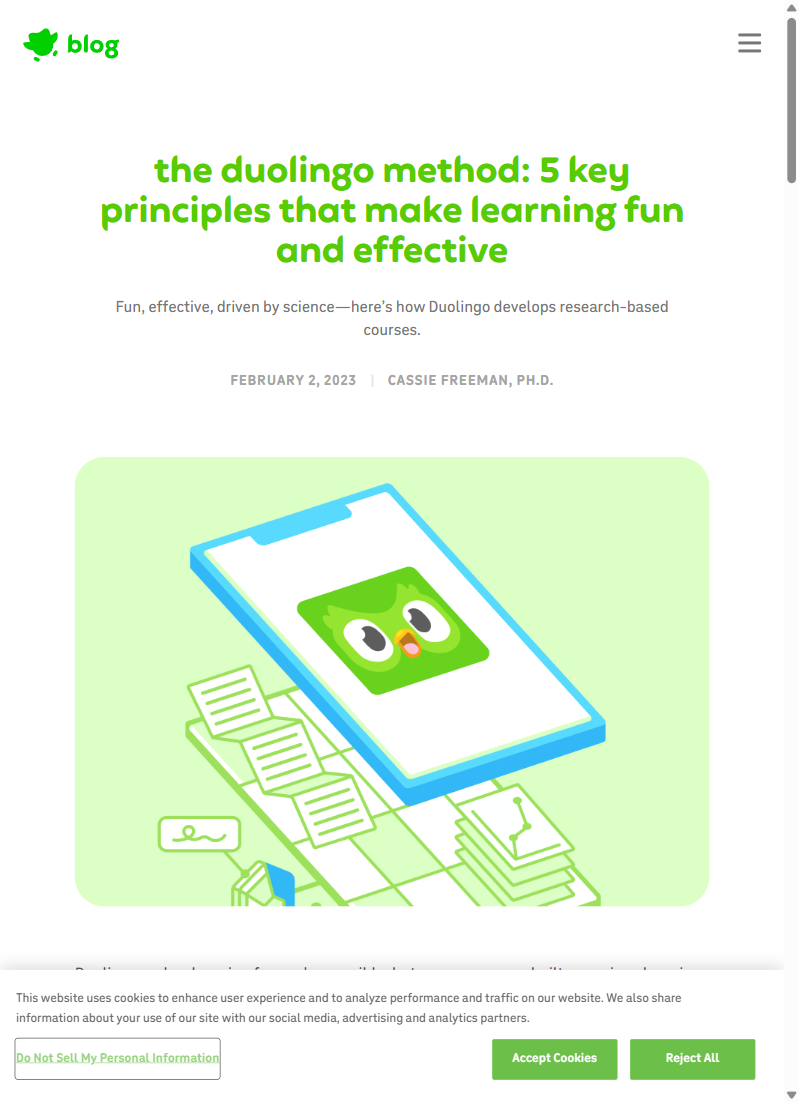 blog
the duolingo method: 5 key
principles that make learning fun
and effective
Fun, effective, driven by science—here's how Duolingo develops research-based
courses.
FEBRUARY 2, 2023 | CASSIE FREEMAN, PH.D.
This website uses cookies to enhance user experience and to analyze performance and traffic on our website. We also share
information about your use of our site with our social media, advertising and analytics partners.
Do Not Sell My Personal Information
Accept Cookies
Reject All